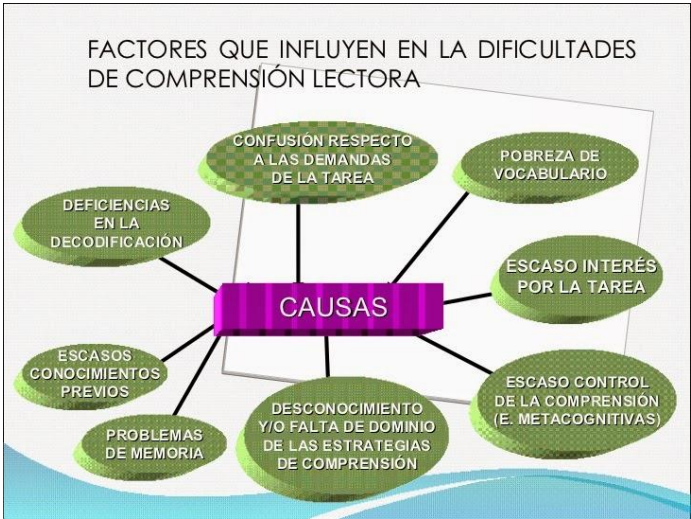 FACTORES QUE INFLUYEN EN LA DIFICULTADES
DE COMPRENSIÓN LECTORA
CONFUSIÓN RESPECTO
A LAS DEMANDAS
DE LA TAREA
POBREZA DE
VOCABULARIO
DEFICIENCIAS
EN LA
DECODIFICACIÓN
ESCASO INTERÉS
POR LA TAREA
CAUSAS
ESCASOS
CONOCIMIENTOS
PREVIOS
ESCASO CONTROL
DE LA COMPRENSIÓN
(E. METACOGNITIVAS)
DESCONOCIMIENTO
Y/O FALTA DE DOMINIO
DE LAS ESTRATEGIAS
DE COMPRENSIÓN
PROBLEMAS
DE MEMORIA